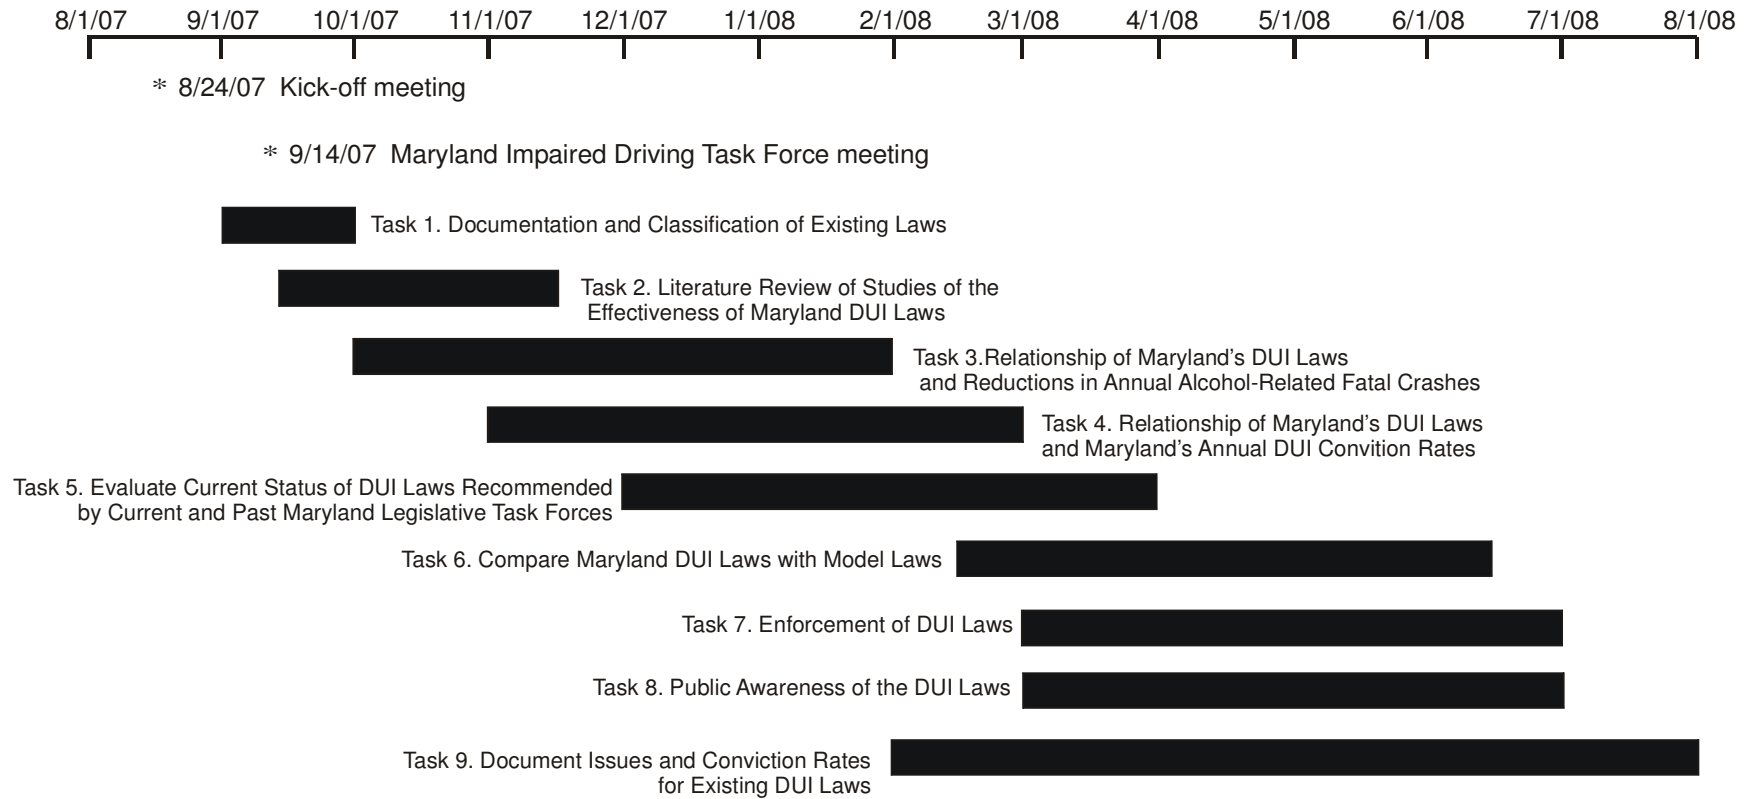 8/1/07 9/1/07 10/1/07 11/1/07 12/1/07 1/1/08 2/1/08 3/1/08 4/1/08 5/1/08 6/1/08 7/1/08 8/1/08
* 8/24/07 Kick-off meeting
* 9/14/07 Maryland Impaired Driving Task Force meeting
Task 1. Documentation and Classification of Existing Laws
Task 2. Literature Review of Studies of the
Effectiveness of Maryland DUI Laws
Task 3.Relationship of Maryland’s DUI Laws
and Reductions in Annual Alcohol-Related Fatal Crashes
Task 4. Relationship of Maryland’s DUI Laws
and Maryland’s Annual DUI Convition Rates
Task 5. Evaluate Current Status of DUI Laws Recommended
by Current and Past Maryland Legislative Task Forces
Task 6. Compare Maryland DUI Laws with Model Laws
Task 7. Enforcement of DUI Laws
Task 8. Public Awareness of the DUI Laws
Task 9. Document Issues and Conviction Rates
for Existing DUI Laws